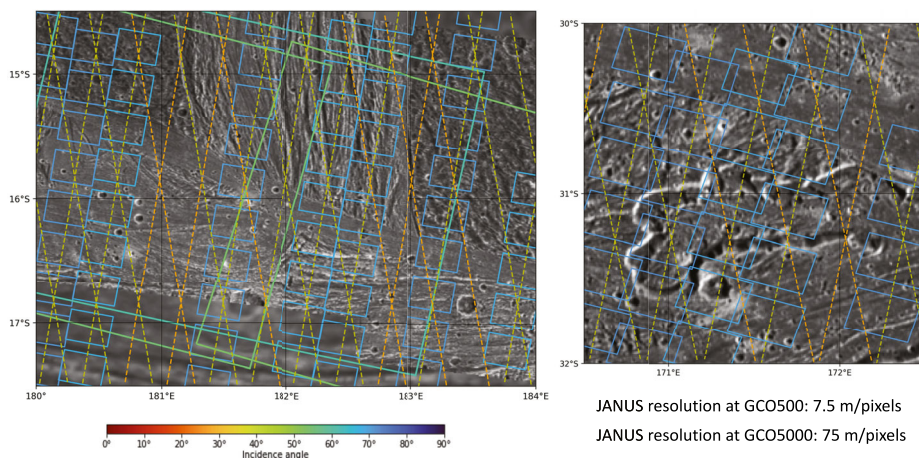 15°S
16°S
17°S
180° 181°E 182°E 183°E 184°E
0° 10° 20° 30° 40° 50° 60° 70° 80° 90°
Incidence angle
30°S
31°S
32°S
171°E 172°E
JANUS resolution at GCO500: 7.5 m/pixels
JANUS resolution at GCO5000: 75 m/pixels